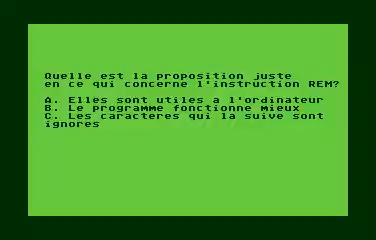 Quelle est la proposition juste
en ce qui concerne l'instruction REM?
A. Elles sont utiles a l'ordinateur
B. Le programme fonctionne mieux
C. Les caracteres qui la suive sont
ignores